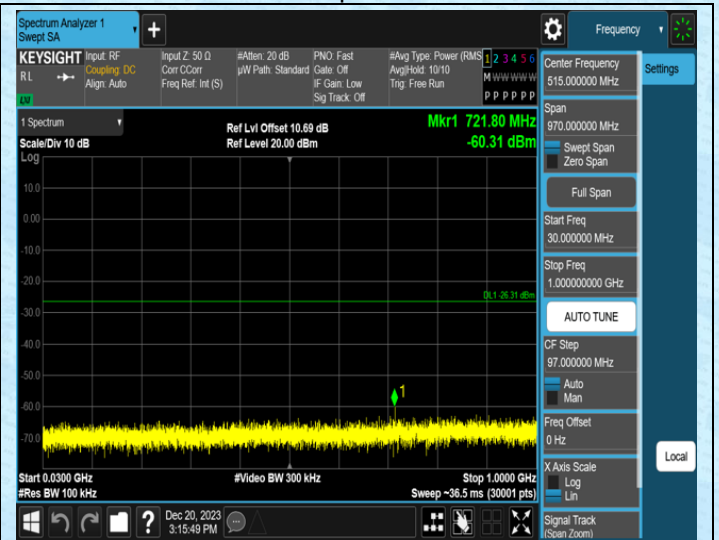 Spectrum Analyzer 1
Swept SA
KEYSIGHT
RL
LXI
Input: RF
Coupling: DC
Align: Auto
Input Z: 50 Ω
Corr CCorr
Freq Ref: Int (S)
#Atten: 20 dB
µW Path: Standard
PNO: Fast
Gate: Off
IF Gain: Low
Sig Track: Off
#Avg Type: Power (RMS
Avg|Hold: 10/10
Trig: Free Run
1 2 3 4 5 6
M W W W W W
P P P P P P
1 Spectrum
Scale/Div 10 dB
Log
Ref Lvl Offset 10.69 dB
Ref Level 20.00 dBm
Mkr1 721.80 MHz
-60.31 dBm
10.0
0.00
-10.0
-20.0
DL1 -26.31 dBm
-30.0
-40.0
-50.0
1
-60.0
-70.0
Start 0.0300 GHz
#Res BW 100 kHz
#Video BW 300 kHz
Stop 1.0000 GHz
Sweep ~36.5 ms (30001 pts)
?
Dec 20, 2023
3:15:49 PM
Frequency
Settings
Center Frequency
515.000000 MHz
Span
970.000000 MHz
Swept Span
Zero Span
Full Span
Start Freq
30.000000 MHz
Stop Freq
1.000000000 GHz
AUTO TUNE
CF Step
97.000000 MHz
Auto
Man
Freq Offset
0 Hz
X Axis Scale
Log
Lin
Signal Track
(Span Zoom)
Local